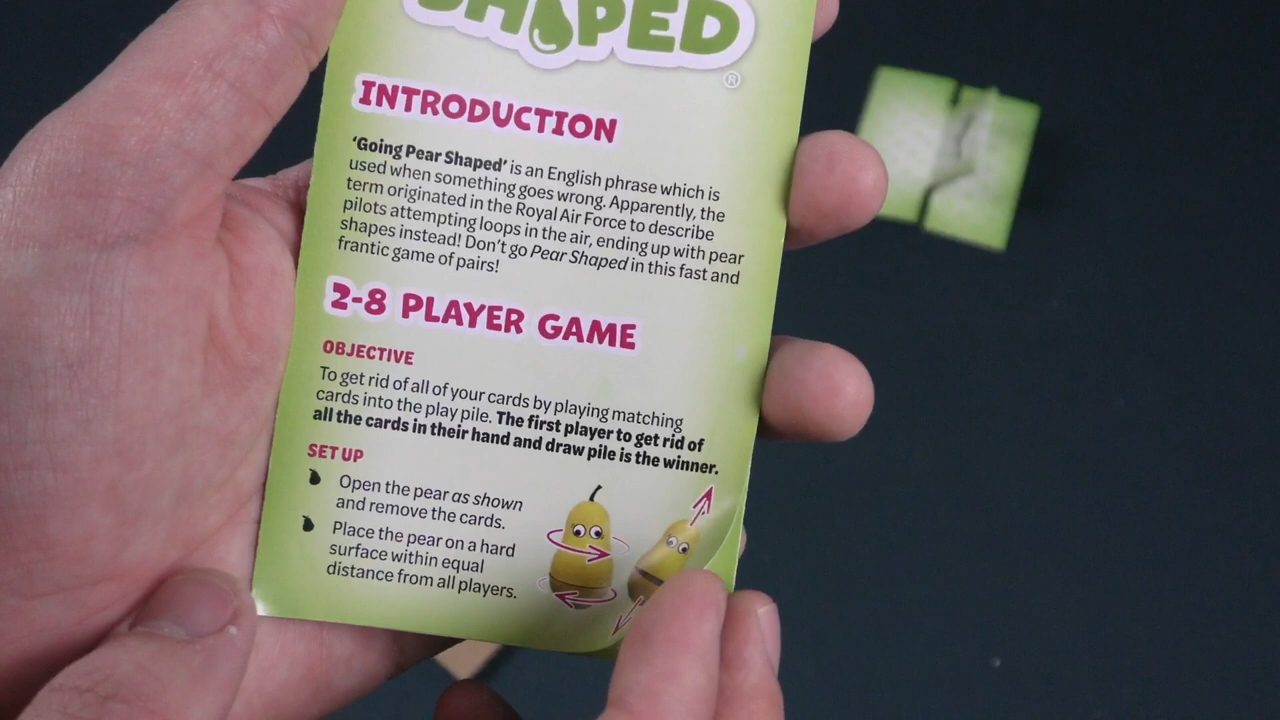 SHAPED
®
INTRODUCTION
'Going Pear Shaped' is an English phrase which is
used when something goes wrong. Apparently, the
term originated in the Royal Air Force to describe
pilots attempting loops in the air, ending up with pear
shapes instead! Don't go Pear Shaped in this fast and
frantic game of pairs!
2-8 PLAYER GAME
OBJECTIVE
To get rid of all of your cards by playing matching
cards into the play pile. The first player to get rid of
all the cards in their hand and draw pile is the winner.
SET UP
Open the pear as shown
and remove the cards.
Place the pear on a hard
surface within equal
distance from all players.